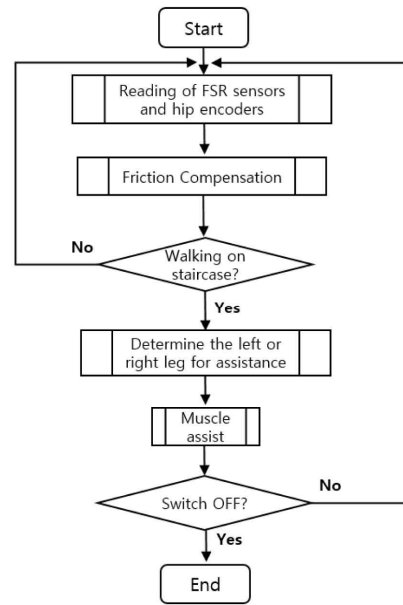 Start
Reading of FSR sensors
and hip encoders
Friction Compensation
No
Walking on
staircase?
Yes
Determine the left or
right leg for assistance
Muscle
assist
No
Switch OFF?
Yes
End